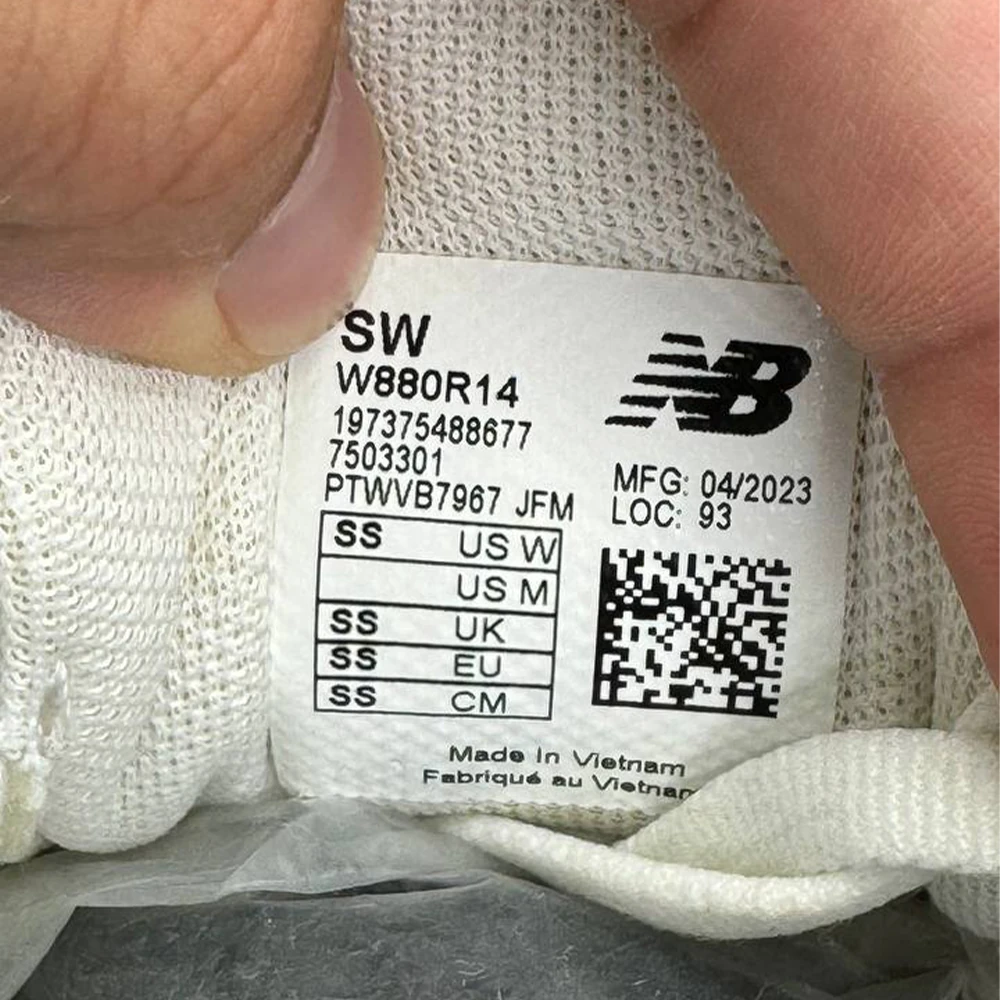 SW
W880R14
197375488677
7503301
PTWVB7967 JFM
NB
MFG: 04/2023
LOC: 93
SS US W
US M
SS UK
SS EU
SS CM
Made In Vietnam
Fabriqué au Vietnam